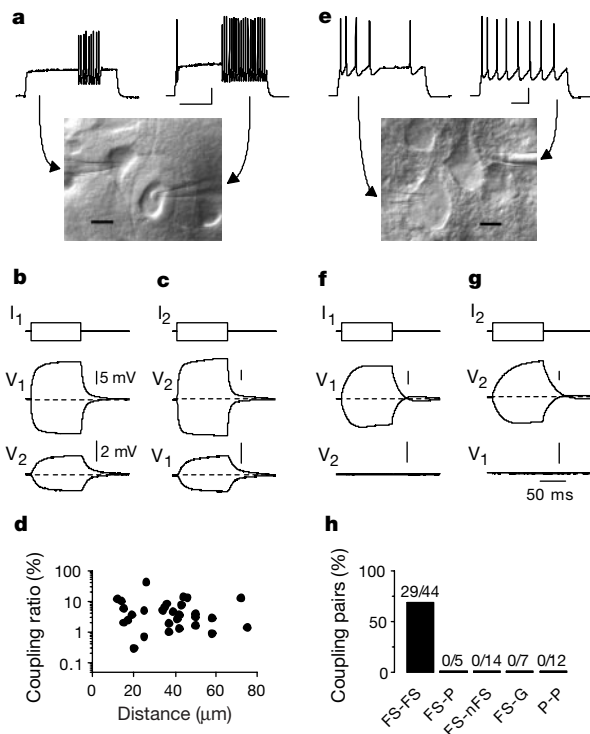 a
e
b
c
f
g
I1
I2
I1
I2
V1
5 mV
V2
V1
V2
V2
2 mV
V1
V2
V1
50 ms
d
h
Coupling ratio (%)
100
10
1
0.1
0
20
40
60
80
Distance (μm)
Coupling pairs (%)
100
50
0
29/44
0/5
0/14
0/7
0/12
FS-FS
FS-P
FS-nFS
FS-G
P-P